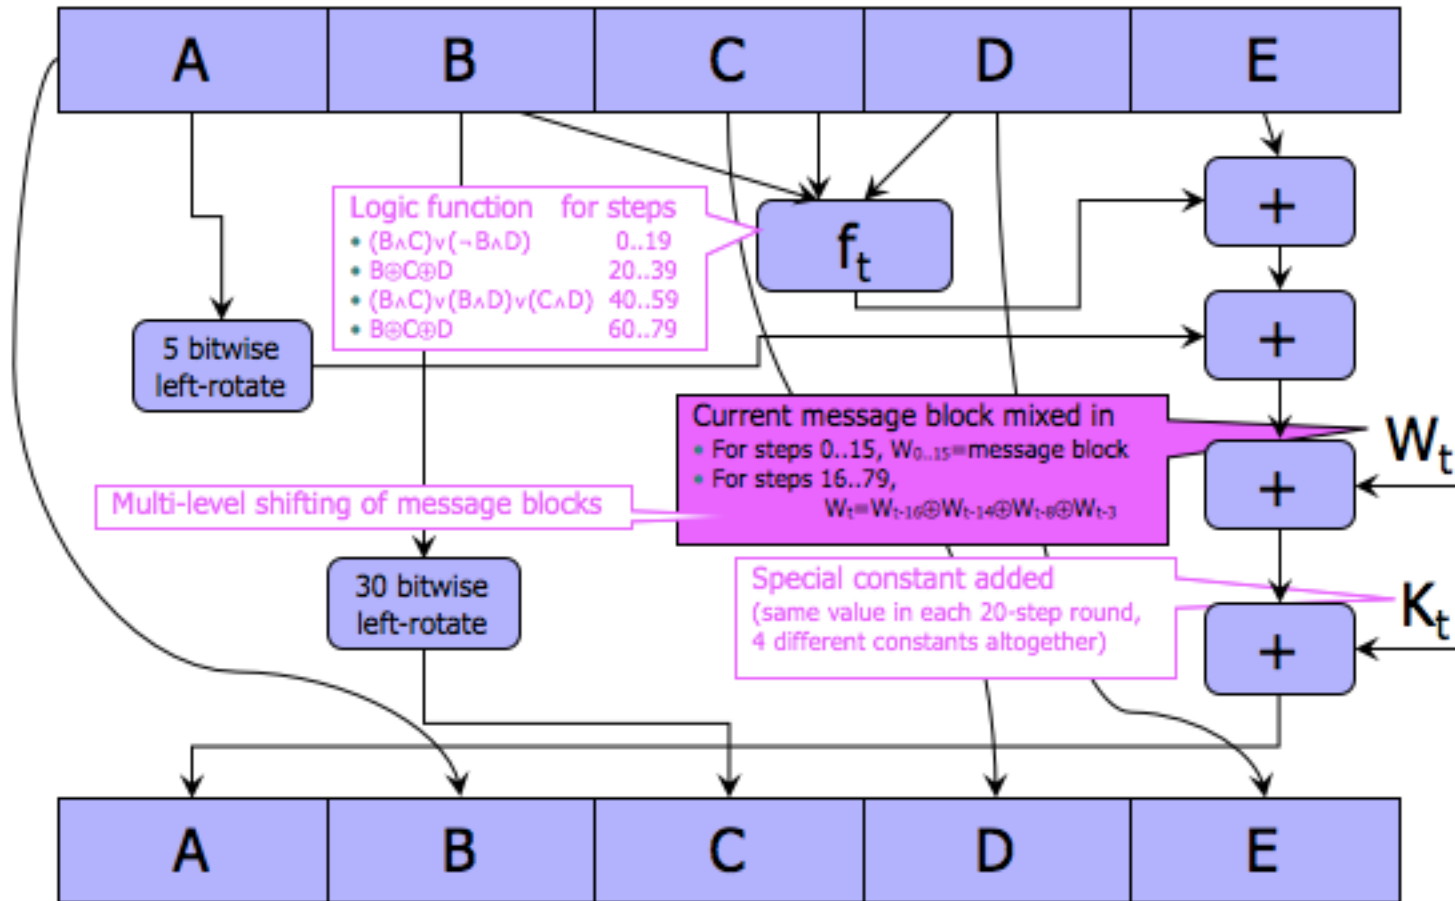 A B C D E
+
Logic function for steps
• (B∧C)∨(¬B∧D) 0..19
• B⊕C⊕D 20..39
• (B∧C)∨(B∧D)∨(C∧D) 40..59
• B⊕C⊕D 60..79
fₜ
5 bitwise
left-rotate
+
Current message block mixed in
• For steps 0..15, W₀..₁₅=message block
• For steps 16..79,
Wₜ=Wₜ₋₁₆⊕Wₜ₋₁₄⊕Wₜ₋₈⊕Wₜ₋₃
Wₜ
+
Multi-level shifting of message blocks
30 bitwise
left-rotate
Special constant added
(same value in each 20-step round,
4 different constants altogether)
Kₜ
+
A B C D E